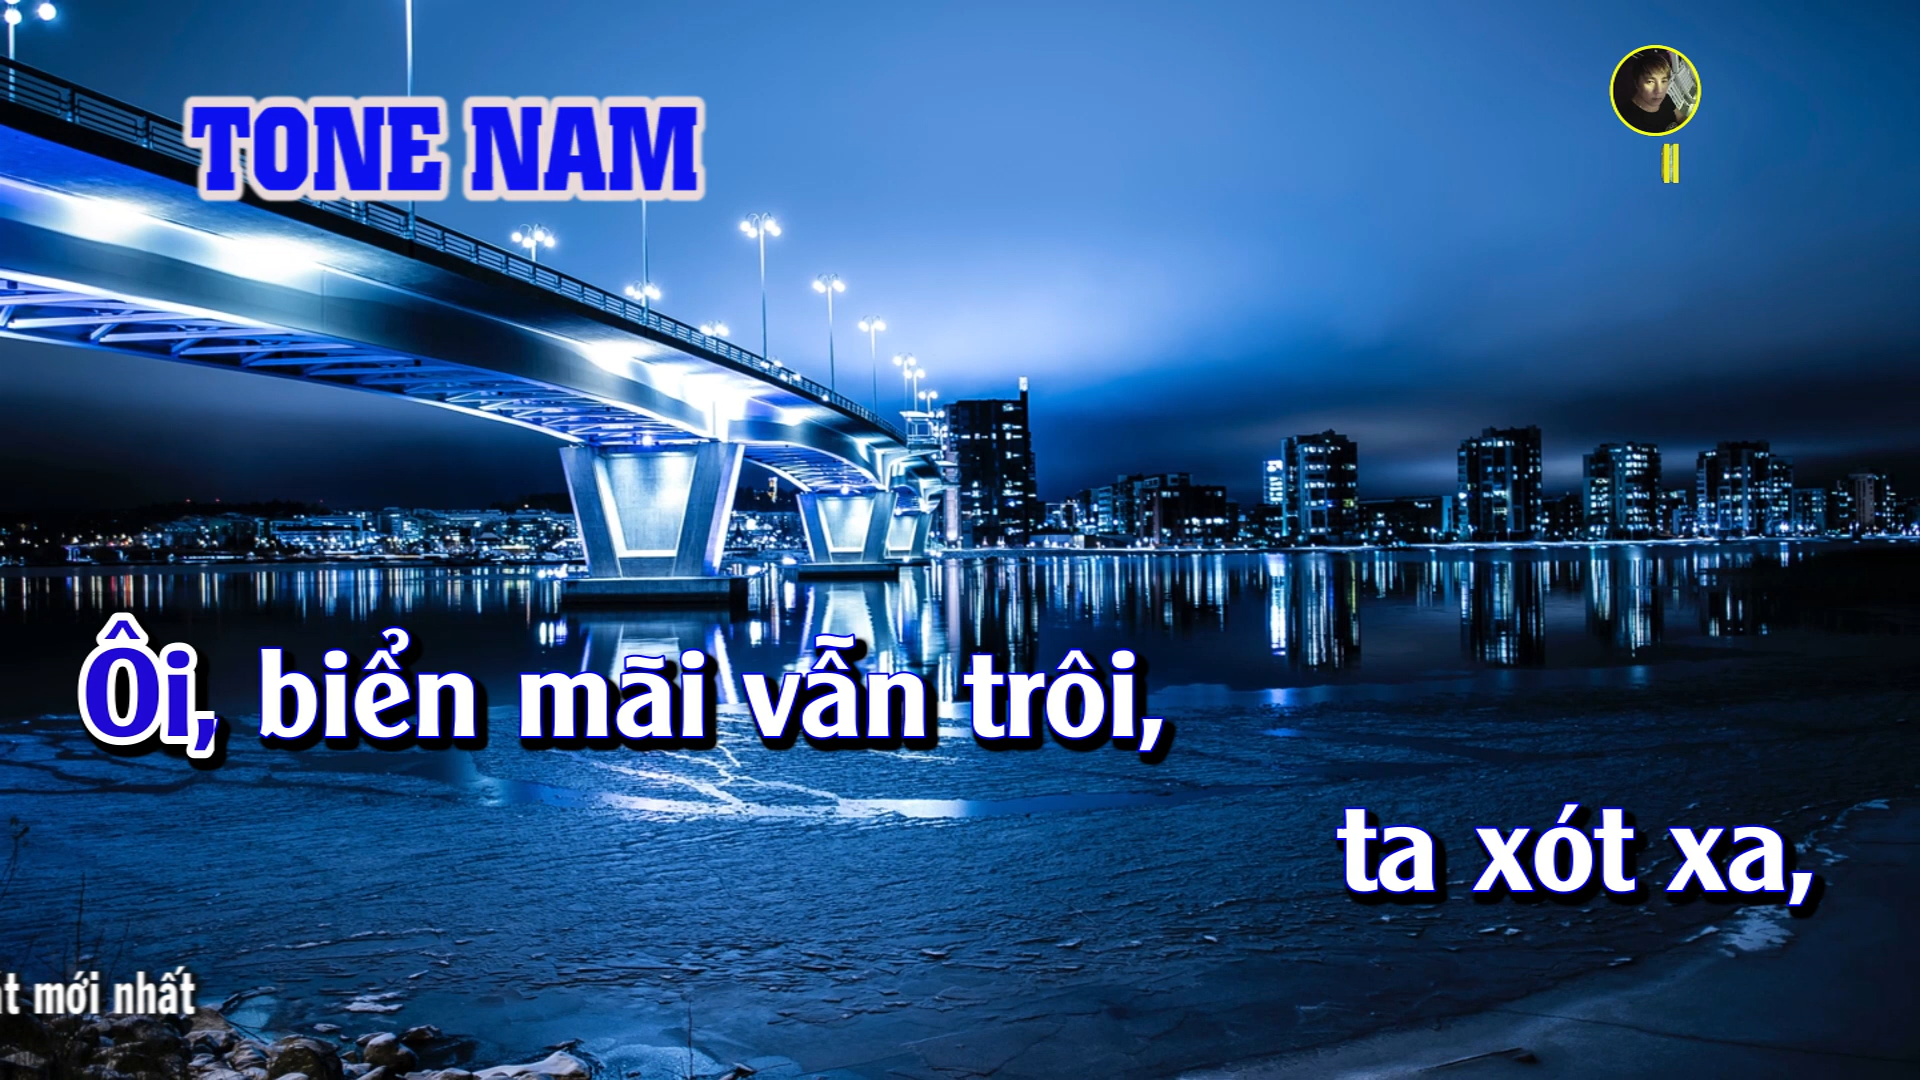 TONE NAM
Ôi, biển mãi vẫn trôi,
ta xót xa,
mới nhất